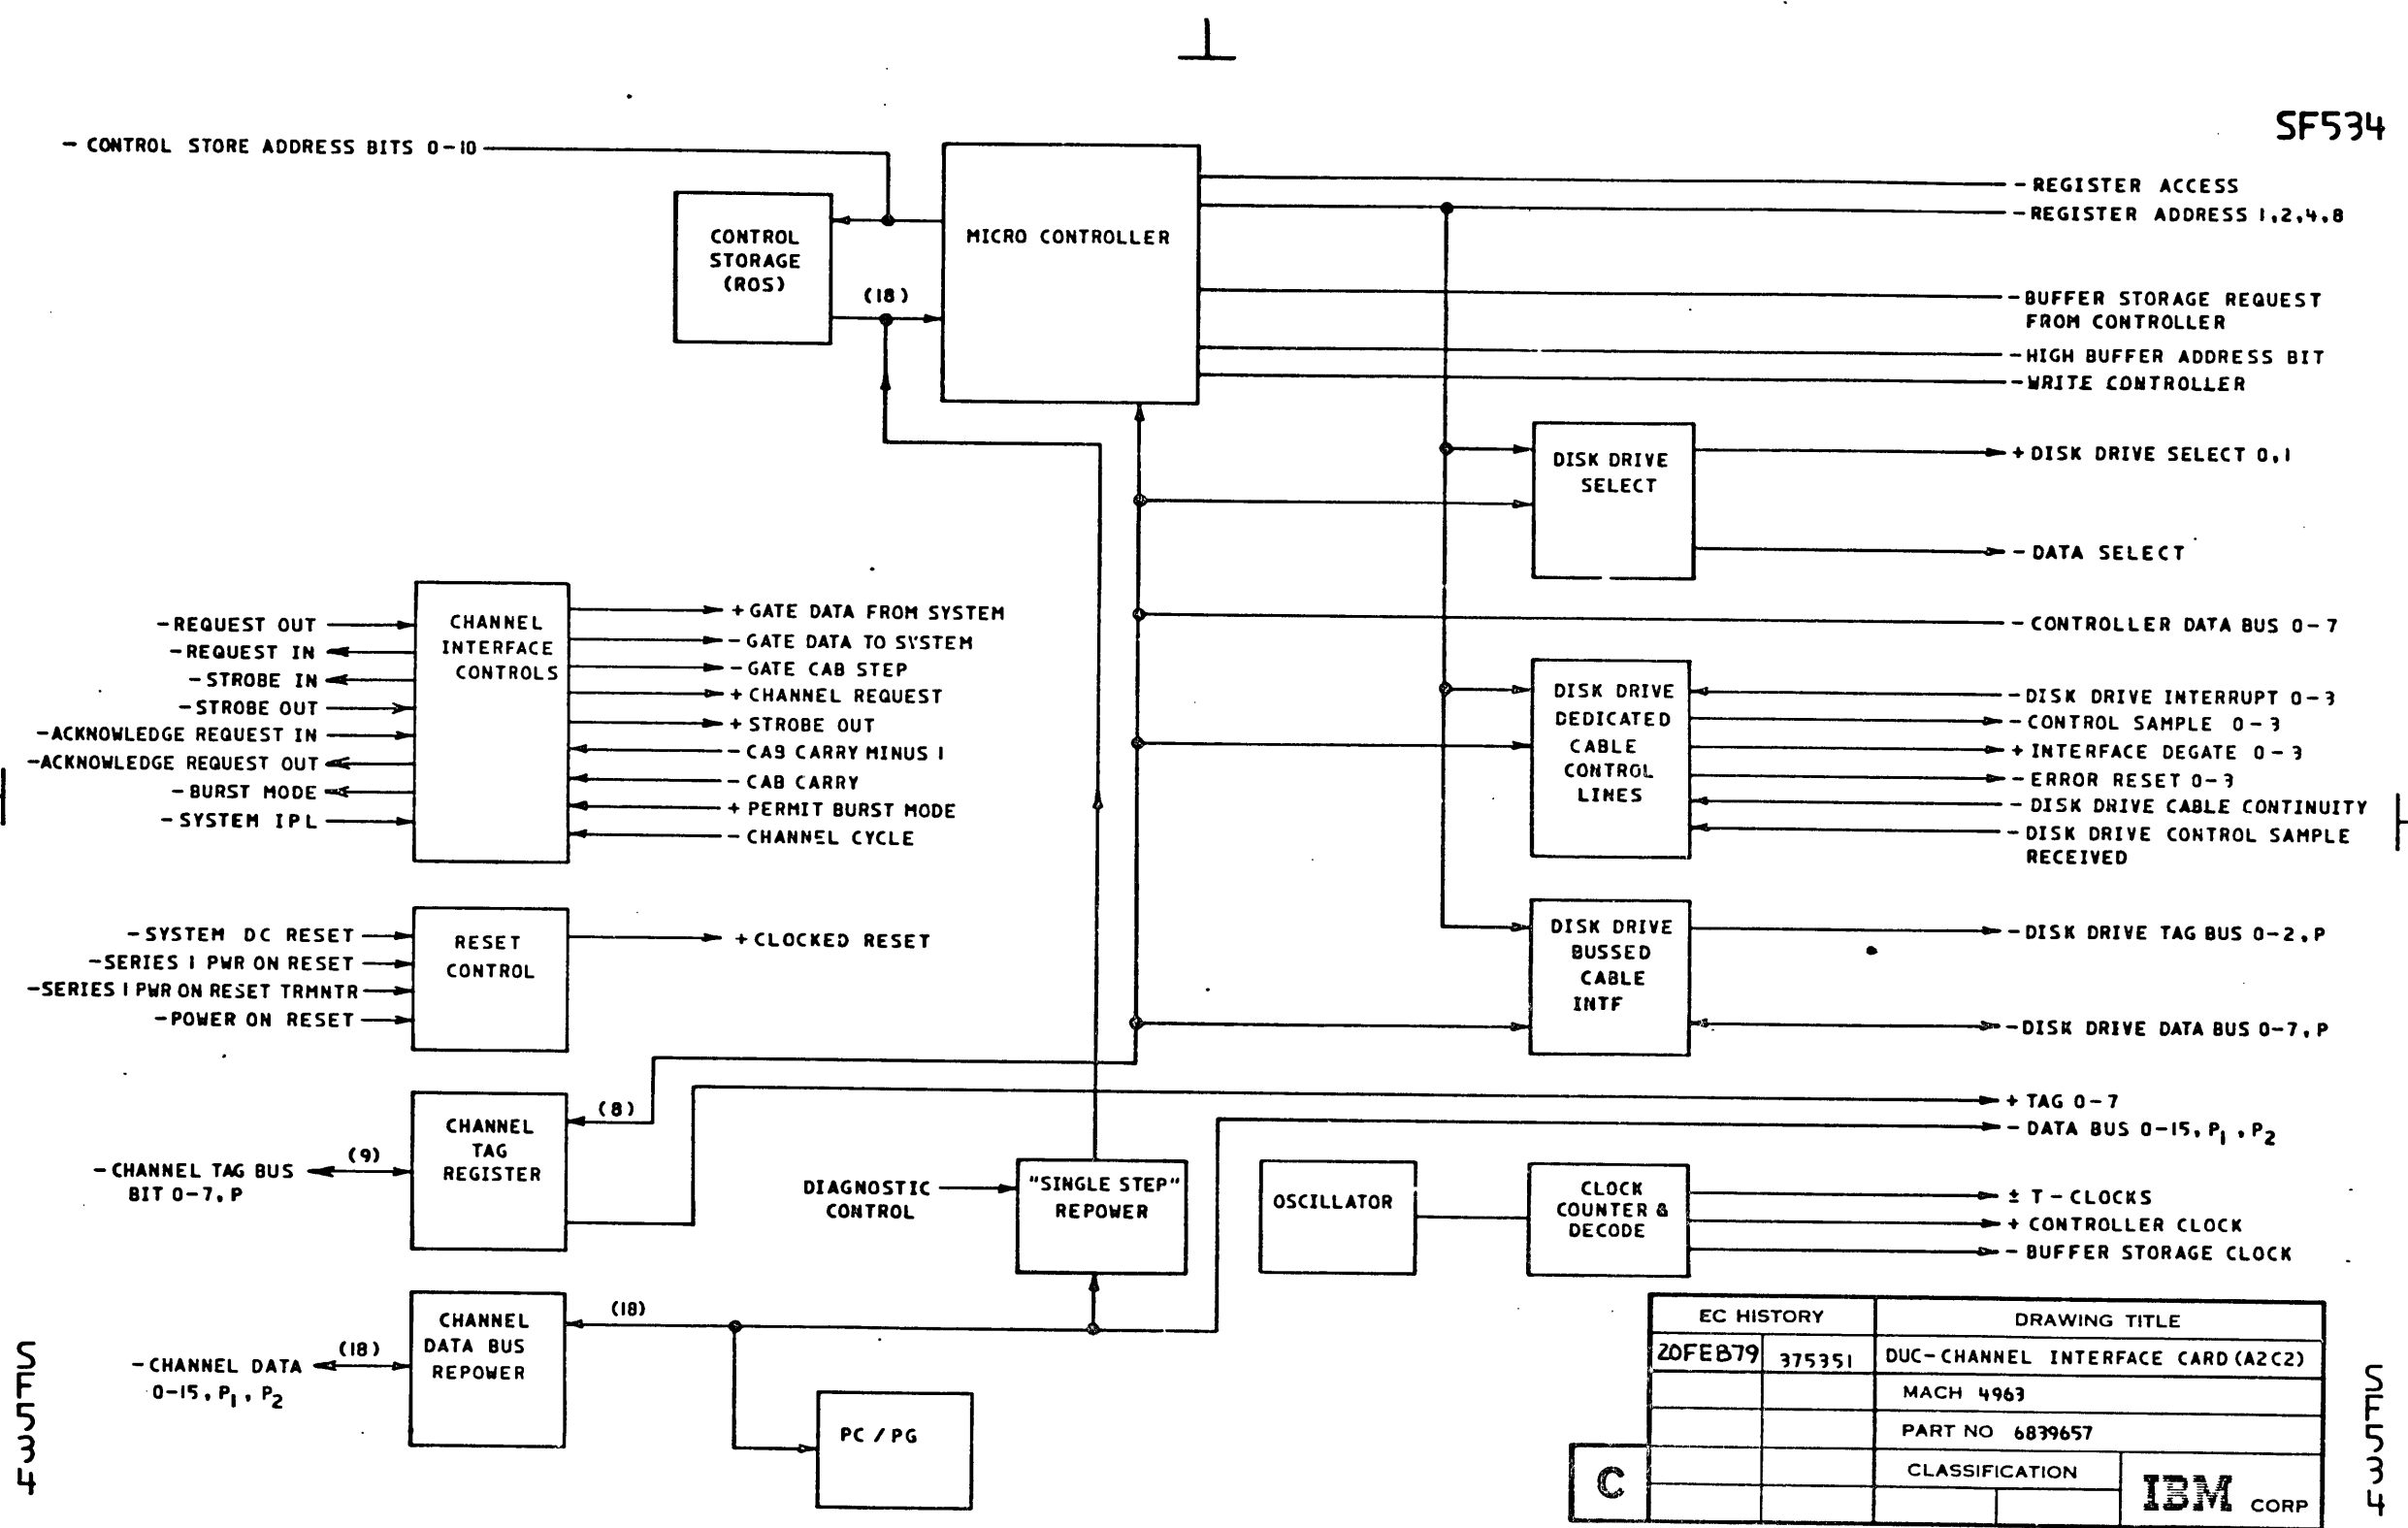 SF534
- CONTROL STORE ADDRESS BITS 0-10
CONTROL
STORAGE
(ROS)
(18)
MICRO CONTROLLER
- REGISTER ACCESS
- REGISTER ADDRESS 1,2,4,8
- BUFFER STORAGE REQUEST
FROM CONTROLLER
- HIGH BUFFER ADDRESS BIT
- WRITE CONTROLLER
DISK DRIVE
SELECT
+ DISK DRIVE SELECT 0,1
- DATA SELECT
- CONTROLLER DATA BUS 0-7
- REQUEST OUT
- REQUEST IN
- STROBE IN
- STROBE OUT
- ACKNOWLEDGE REQUEST IN
- ACKNOWLEDGE REQUEST OUT
- BURST MODE
- SYSTEM IPL
CHANNEL
INTERFACE
CONTROLS
+ GATE DATA FROM SYSTEM
- GATE DATA TO SYSTEM
- GATE CAB STEP
+ CHANNEL REQUEST
+ STROBE OUT
- CAB CARRY MINUS 1
- CAB CARRY
+ PERMIT BURST MODE
- CHANNEL CYCLE
DISK DRIVE
DEDICATED
CABLE
CONTROL
LINES
- DISK DRIVE INTERRUPT 0-3
- CONTROL SAMPLE 0-3
+ INTERFACE DEGATE 0-3
- ERROR RESET 0-3
- DISK DRIVE CABLE CONTINUITY
- DISK DRIVE CONTROL SAMPLE
RECEIVED
- SYSTEM DC RESET
- SERIES 1 PWR ON RESET
- SERIES 1 PWR ON RESET TRMNTR
- POWER ON RESET
RESET
CONTROL
+ CLOCKED RESET
DISK DRIVE
BUSSED
CABLE
INTF
- DISK DRIVE TAG BUS 0-2, P
- DISK DRIVE DATA BUS 0-7, P
- CHANNEL TAG BUS
BIT 0-7, P
(9)
CHANNEL
TAG
REGISTER
(8)
+ TAG 0-7
- DATA BUS 0-15, P1, P2
DIAGNOSTIC
CONTROL
"SINGLE STEP"
REPOWER
OSCILLATOR
CLOCK
COUNTER &
DECODE
± T-CLOCKS
+ CONTROLLER CLOCK
- BUFFER STORAGE CLOCK
- CHANNEL DATA
0-15, P1, P2
(18)
CHANNEL
DATA BUS
REPOWER
(18)
PC / PG
EC HISTORY
DRAWING TITLE
20FEB79 375351
DUC-CHANNEL INTERFACE CARD (A2C2)
MACH 4963
PART NO 6839657
CLASSIFICATION
C
IBM CORP
SF534
SF534